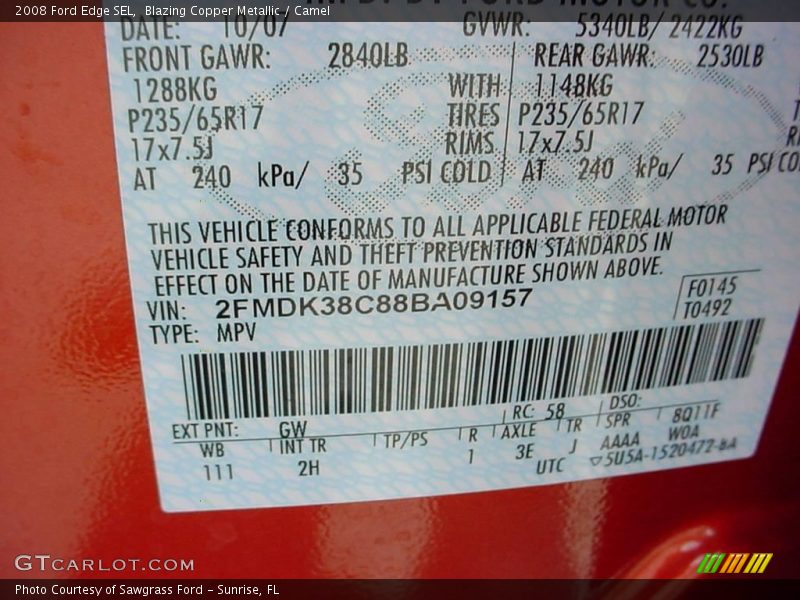 2008 Ford Edge SEL, Blazing Copper Metallic / Camel
DATE: 10/07 GVWR: 5340LB/ 2422KG
FRONT GAWR: 2840LB REAR GAWR: 2530LB
1288KG WITH 1148KG
P235/65R17 TIRES P235/65R17
17x7.5J RIMS 17x7.5J
AT 240 kPa/ 35 PSI COLD AT 240 kPa/ 35 PSI CO
THIS VEHICLE CONFORMS TO ALL APPLICABLE FEDERAL MOTOR
VEHICLE SAFETY AND THEFT PREVENTION STANDARDS IN
EFFECT ON THE DATE OF MANUFACTURE SHOWN ABOVE.
VIN: 2FMDK38C88BA09157 F0145
TYPE: MPV T0492
EXT PNT: GW RC: 58 DSO:
WB INT TR TP/PS R AXLE TR SPR 8Q11F
111 2H 1 3E J AAAA WOA
UTC ▽5U5A-1520472-BA
GTCARLOT.COM
Photo Courtesy of Sawgrass Ford - Sunrise, FL